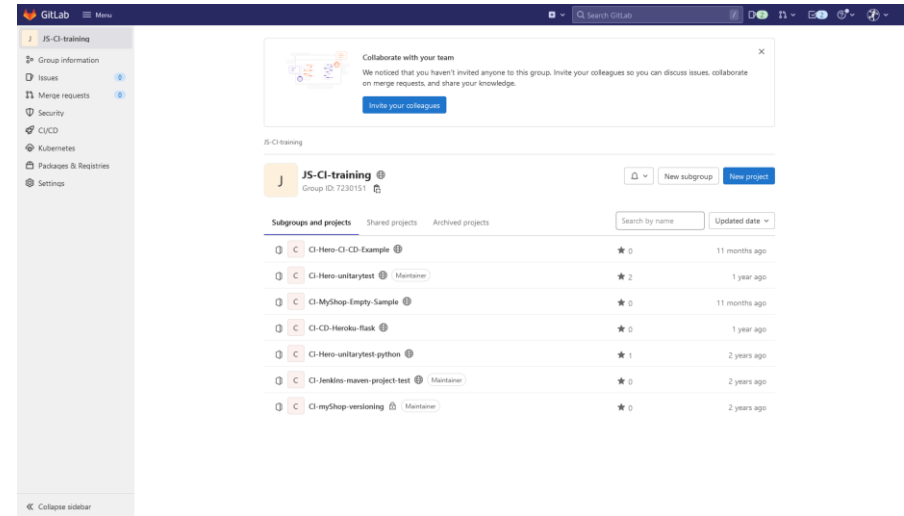 GitLab
Menu
Search GitLab
/
2
2
J JS-CI-training
Group information
Issues 0
Merge requests 0
Security
CI/CD
Kubernetes
Packages & Registries
Settings
Collapse sidebar
Collaborate with your team
We noticed that you haven't invited anyone to this group. Invite your colleagues so you can discuss issues, collaborate
on merge requests, and share your knowledge.
Invite your colleagues
JS-CI-training
J
JS-CI-training
Group ID: 7230151
New subgroup
New project
Subgroups and projects Shared projects Archived projects
Search by name
Updated date
C CI-Hero-CI-CD-Example 0 11 months ago
C CI-Hero-unitarytest Maintainer 2 1 year ago
C CI-MyShop-Empty-Sample 0 11 months ago
C CI-CD-Heroku-flask 0 1 year ago
C CI-Hero-unitarytest-python 1 2 years ago
C CI-Jenkins-maven-project-test Maintainer 0 2 years ago
C CI-myShop-versioning Maintainer 0 2 years ago